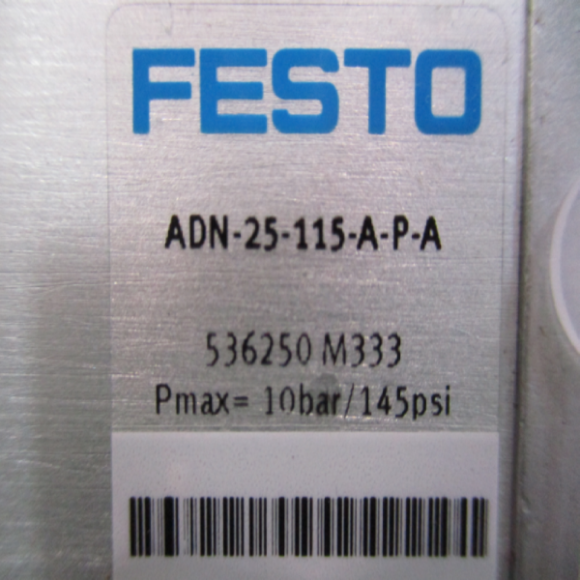 FESTO
ADN-25-115-A-P-A
536250 M333
Pmax= 10bar/145psi